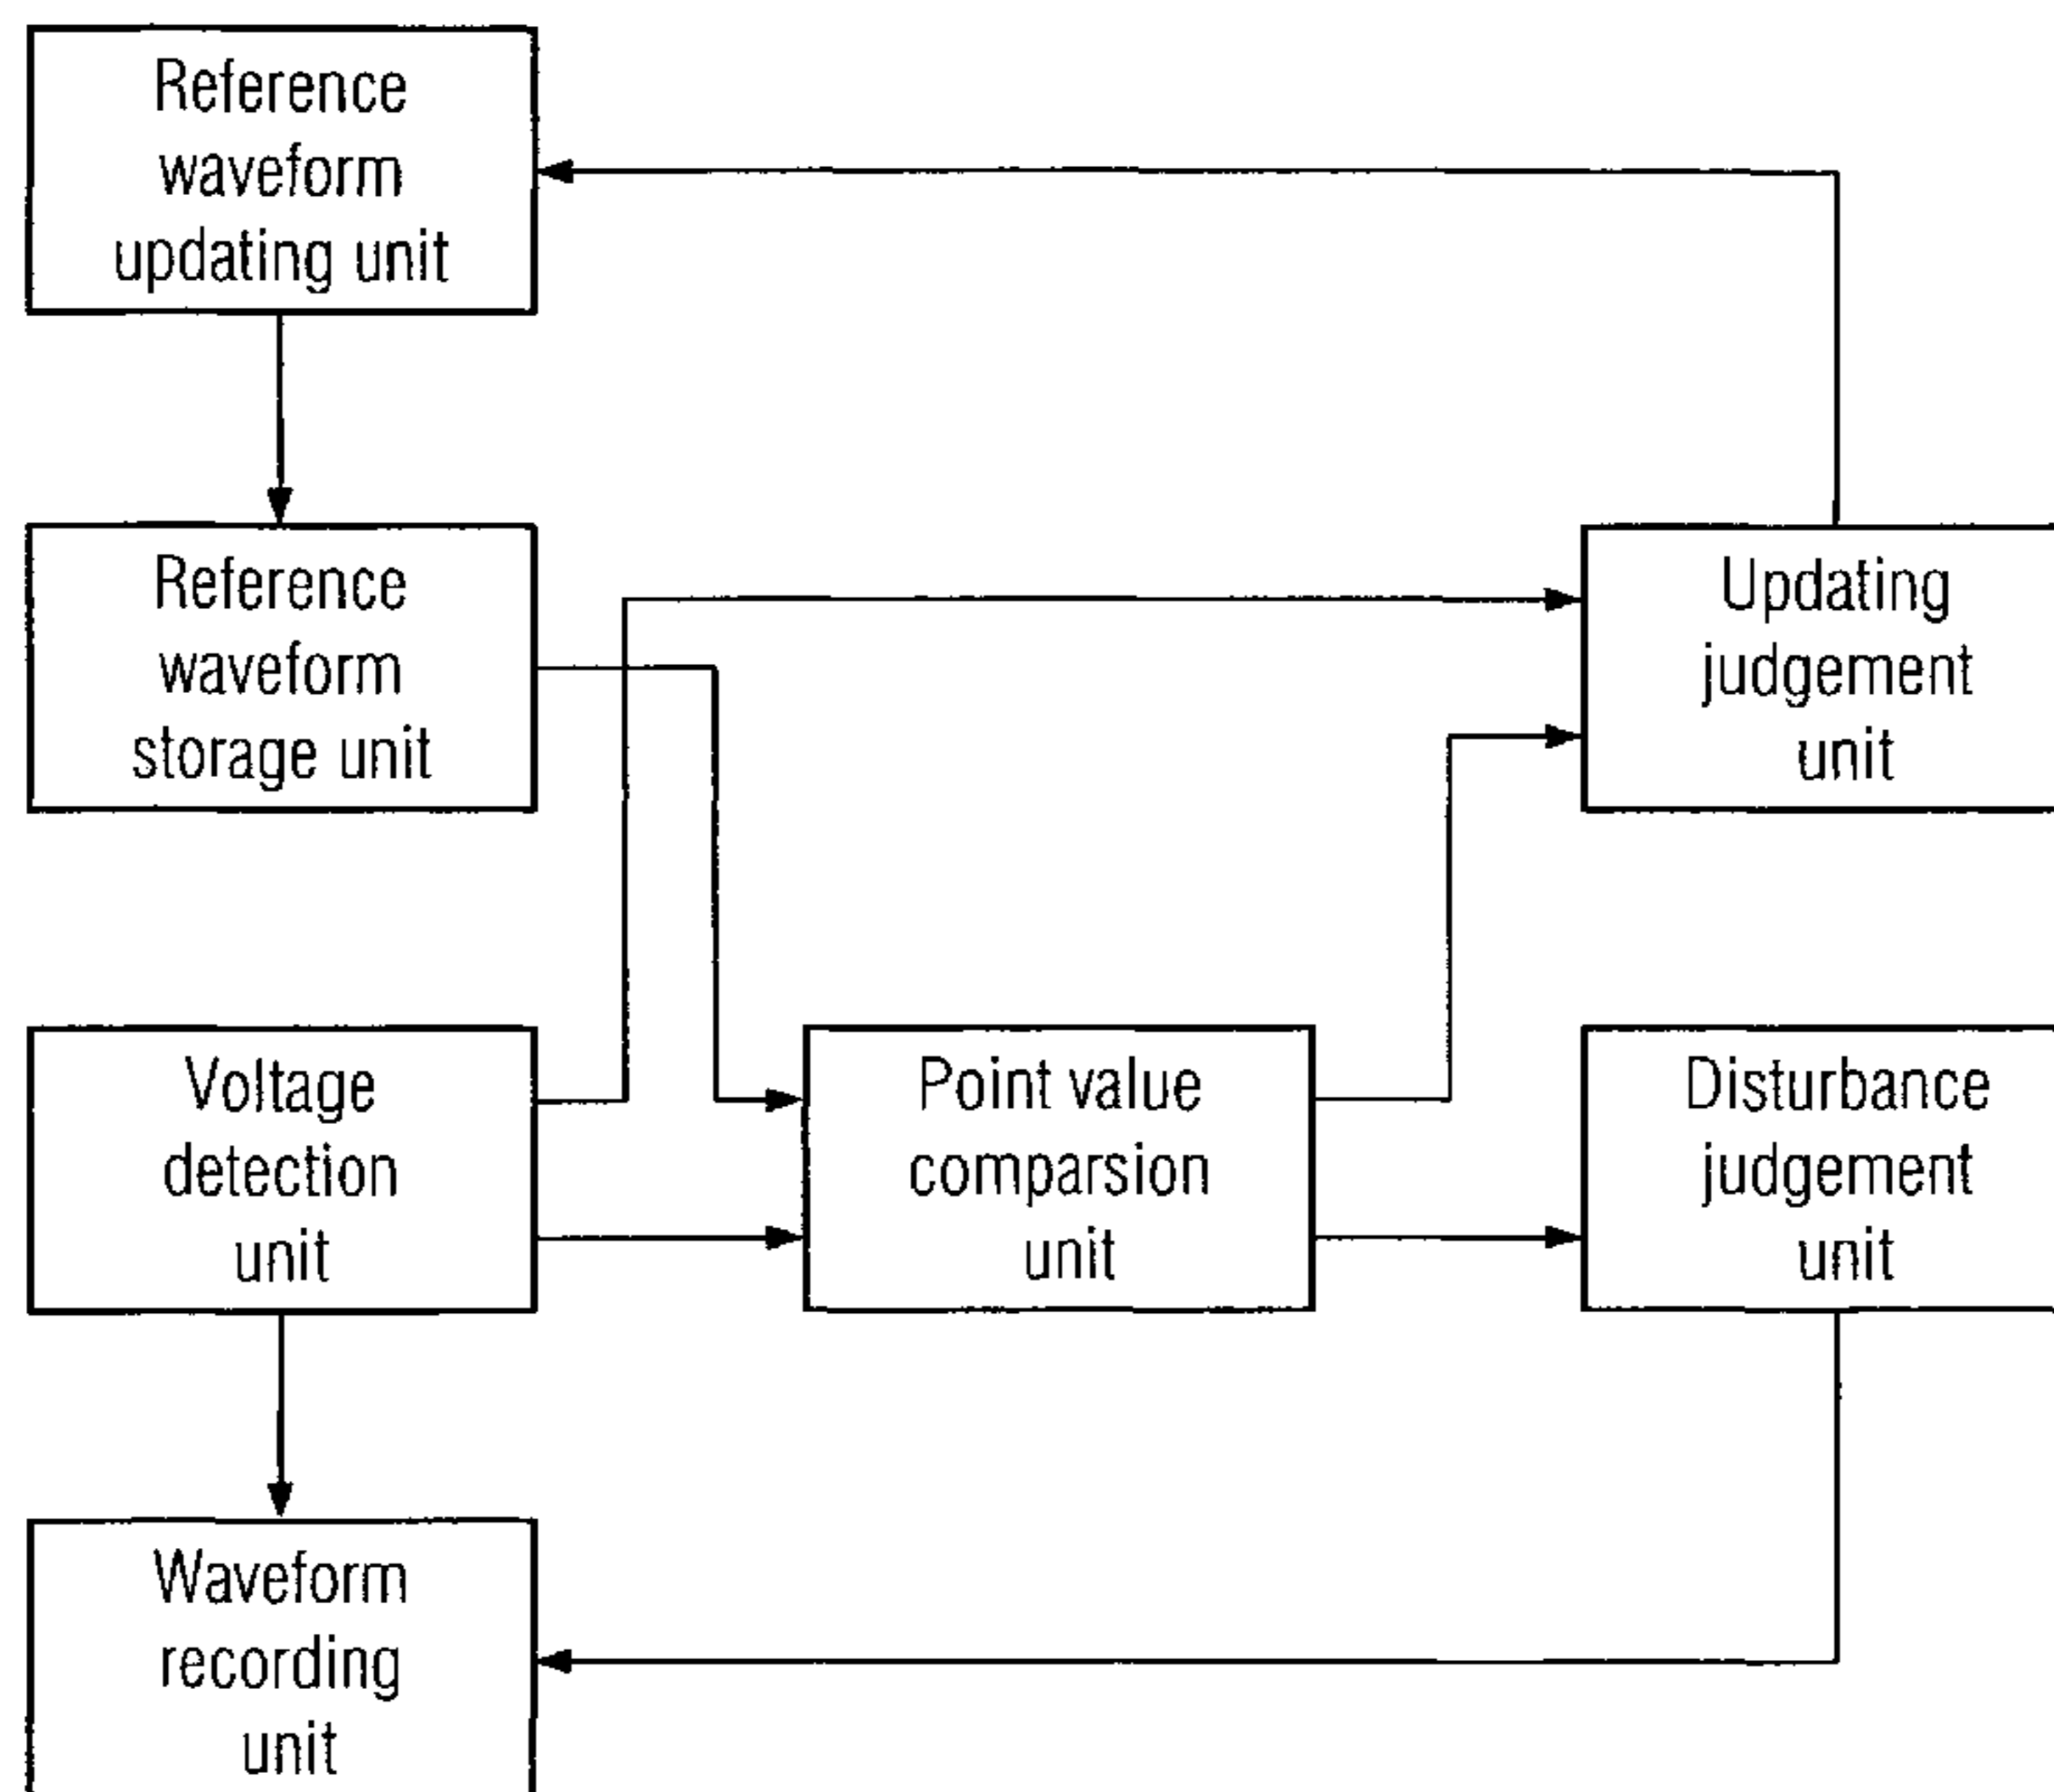 Reference
waveform
updating unit
Reference
waveform
storage unit
Updating
judgement
unit
Voltage
detection
unit
Point value
comparsion
unit
Disturbance
judgement
unit
Waveform
recording
unit